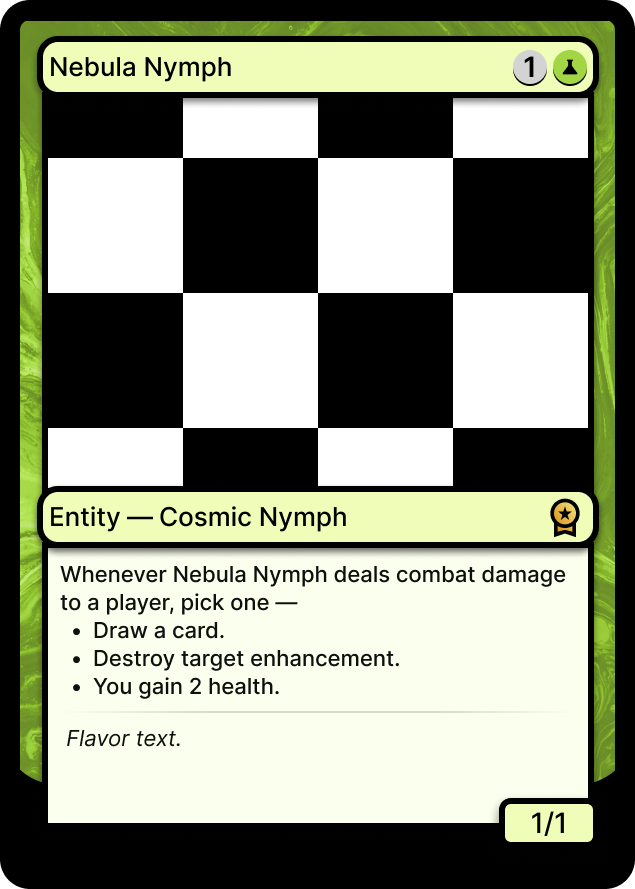 Nebula Nymph
1
Entity — Cosmic Nymph
Whenever Nebula Nymph deals combat damage
to a player, pick one —
• Draw a card.
• Destroy target enhancement.
• You gain 2 health.
Flavor text.
1/1